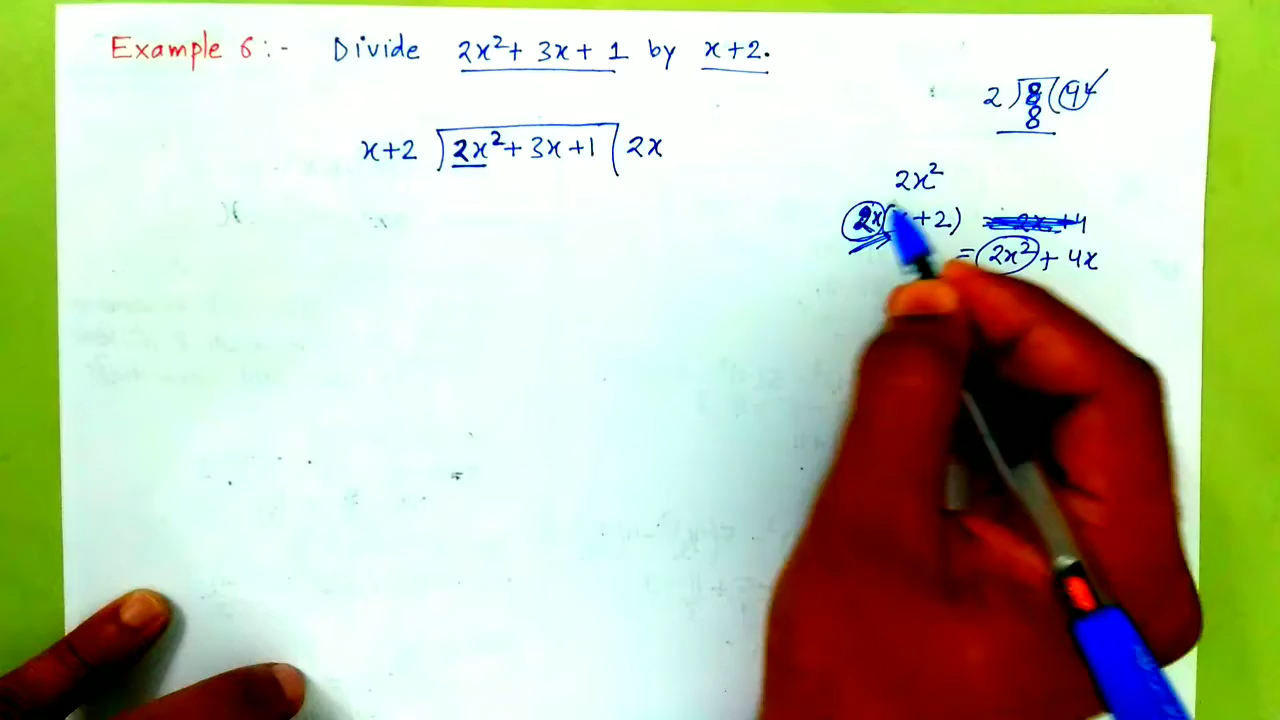 Example 6:- Divide 2x²+ 3x+ 1 by x+2.
2 ) 8 ( 4
8
x+2 ) 2x²+ 3x+1 ( 2x
2x²
2x( +2) = 2x +4
= 2x² + 4x